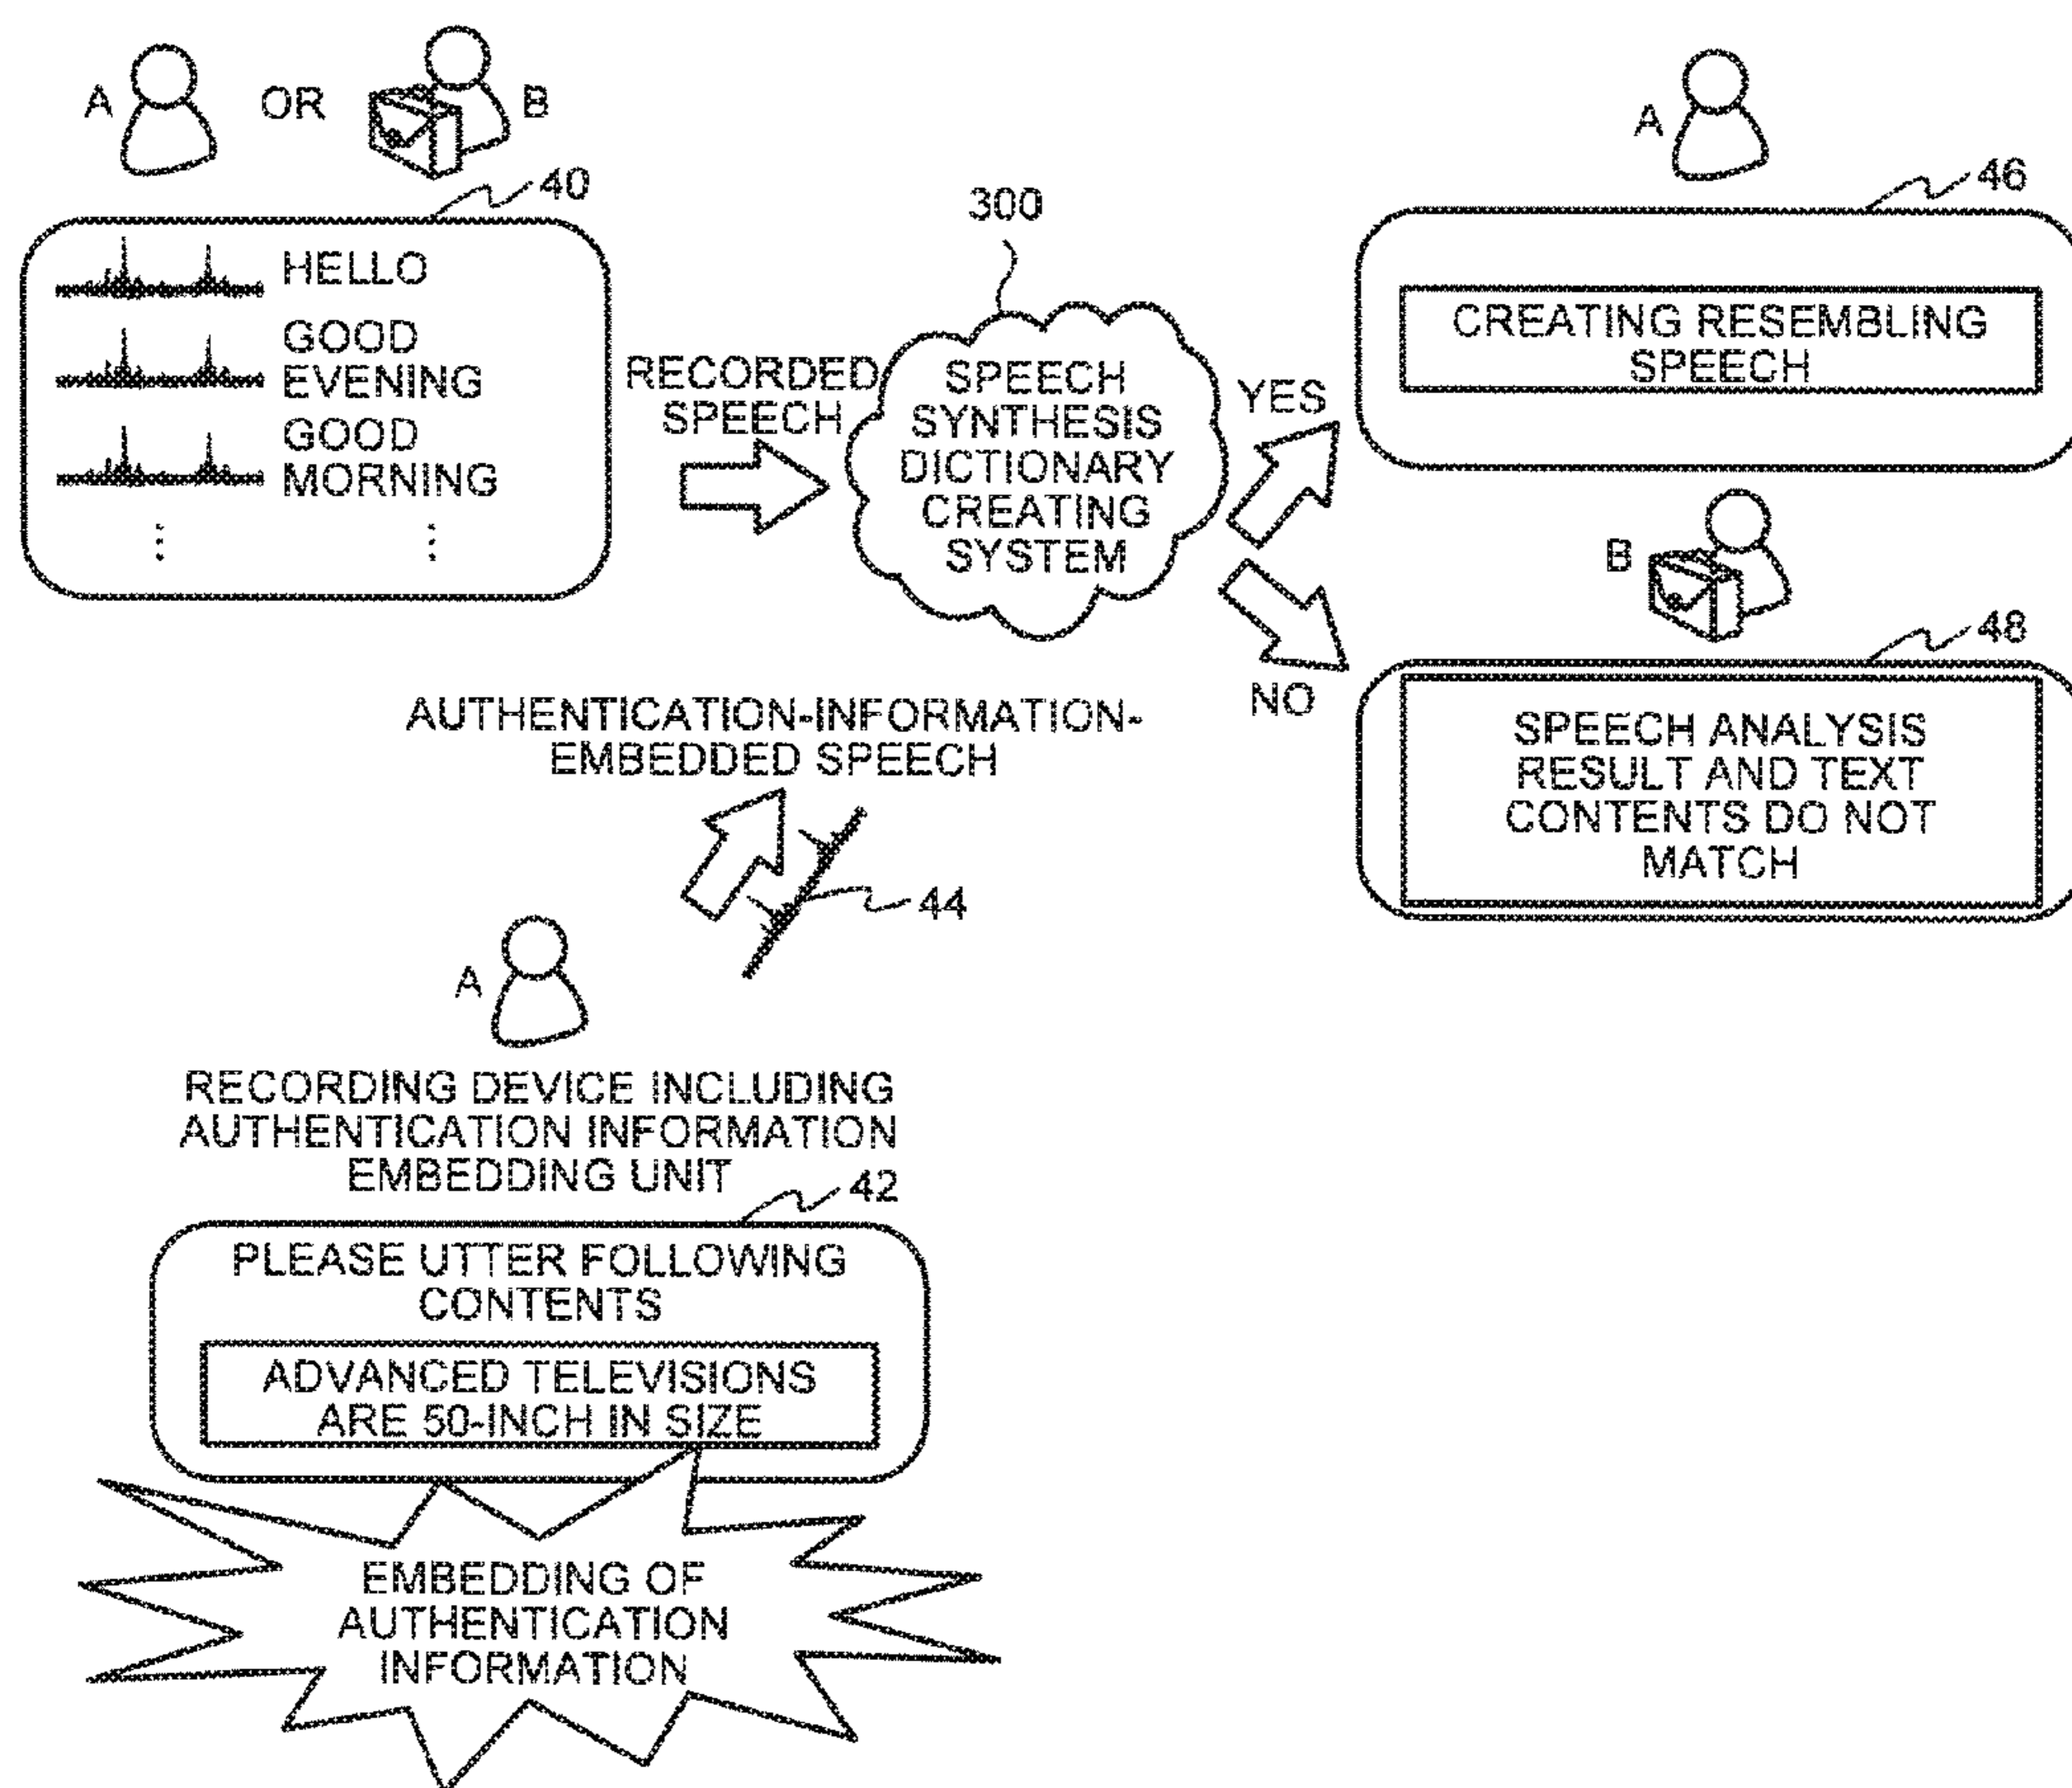 A OR B
40
HELLO
GOOD
EVENING
GOOD
MORNING
RECORDED
SPEECH
300
SPEECH
SYNTHESIS
DICTIONARY
CREATING
SYSTEM
YES
NO
A
46
CREATING RESEMBLING
SPEECH
B
48
SPEECH ANALYSIS
RESULT AND TEXT
CONTENTS DO NOT
MATCH
AUTHENTICATION-INFORMATION-
EMBEDDED SPEECH
44
A
RECORDING DEVICE INCLUDING
AUTHENTICATION INFORMATION
EMBEDDING UNIT
42
PLEASE UTTER FOLLOWING
CONTENTS
ADVANCED TELEVISIONS
ARE 50-INCH IN SIZE
EMBEDDING OF
AUTHENTICATION
INFORMATION